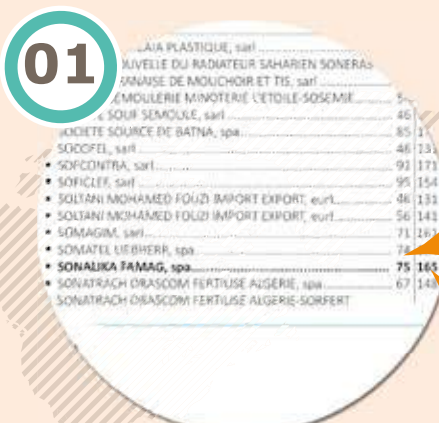 01
PLASTIQUE, sarl
NOUVELLE DU RADIATEUR SAHARIEN SONERAS
DE MOUCHOIR ET TIS, sarl
SEMOULERIE MINOTERIE L'ETOILE-SOSEMIE
SOUF SEMOULE, sarl 46
SOCIETE SOURCE DE BATNA, spa 85
SOCOFEL, sarl 46 131
• SOFCONTRA, sarl 91 171
• SOFICLEF, sarl 95 154
• SOLTANI MOHAMED FOUZI IMPORT EXPORT, eurl 46 131
• SOLTANI MOHAMED FOUZI IMPORT EXPORT, eurl 56 141
• SOMAGIM, sarl 71 161
• SOMATEL LIEBHERR, spa 74
• SONALIKA FAMAG, spa 75 165
• SONATRACH ORASCOM FERTILISE ALGERIE, spa 67 148
SONATRACH ORASCOM FERTILISE ALGERIE-SORFERT